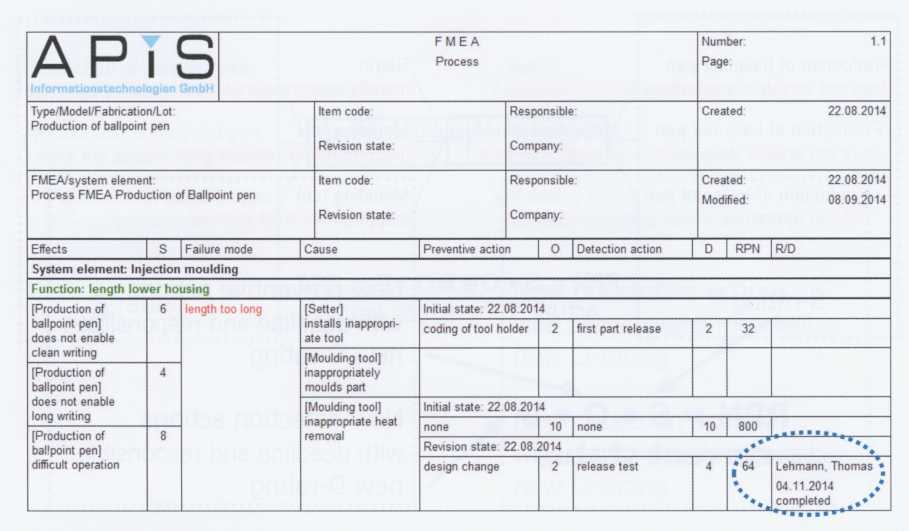 APiS
Informationstechnologien GmbH
FMEA
Process
Number: 1.1
Page:
Type/Model/Fabrication/Lot:
Production of ballpoint pen
Item code:
Revision state:
Responsible:
Company:
Created: 22.08.2014
FMEA/system element:
Process FMEA Production of Ballpoint pen
Item code:
Revision state:
Responsible:
Company:
Created: 22.08.2014
Modified: 08.09.2014
Effects S Failure mode Cause Preventive action O Detection action D RPN R/D
System element: Injection moulding
Function: length lower housing
[Production of
ballpoint pen]
does not enable
clean writing
6
[Production of
ballpoint pen]
does not enable
long writing
4
[Production of
ballpoint pen]
difficult operation
8
length too long
[Setter]
installs inappropri-
ate tool
Initial state: 22.08.2014
coding of tool holder 2 first part release 2 32
[Moulding tool]
inappropriately
moulds part
[Moulding tool]
inappropriate heat
removal
Initial state: 22.08.2014
none 10 none 10 800
Revision state: 22.08.2014
design change 2 release test 4 64 Lehmann, Thomas
04.11.2014
completed